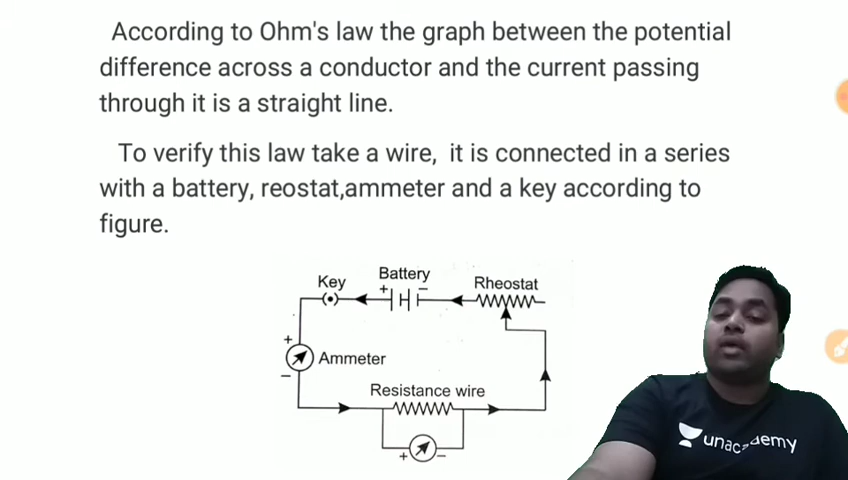 According to Ohm's law the graph between the potential
difference across a conductor and the current passing
through it is a straight line.
To verify this law take a wire, it is connected in a series
with a battery, reostat,ammeter and a key according to
figure.
Key
Battery
Rheostat
+ −
+
Ammeter
−
Resistance wire
+ −
unacademy